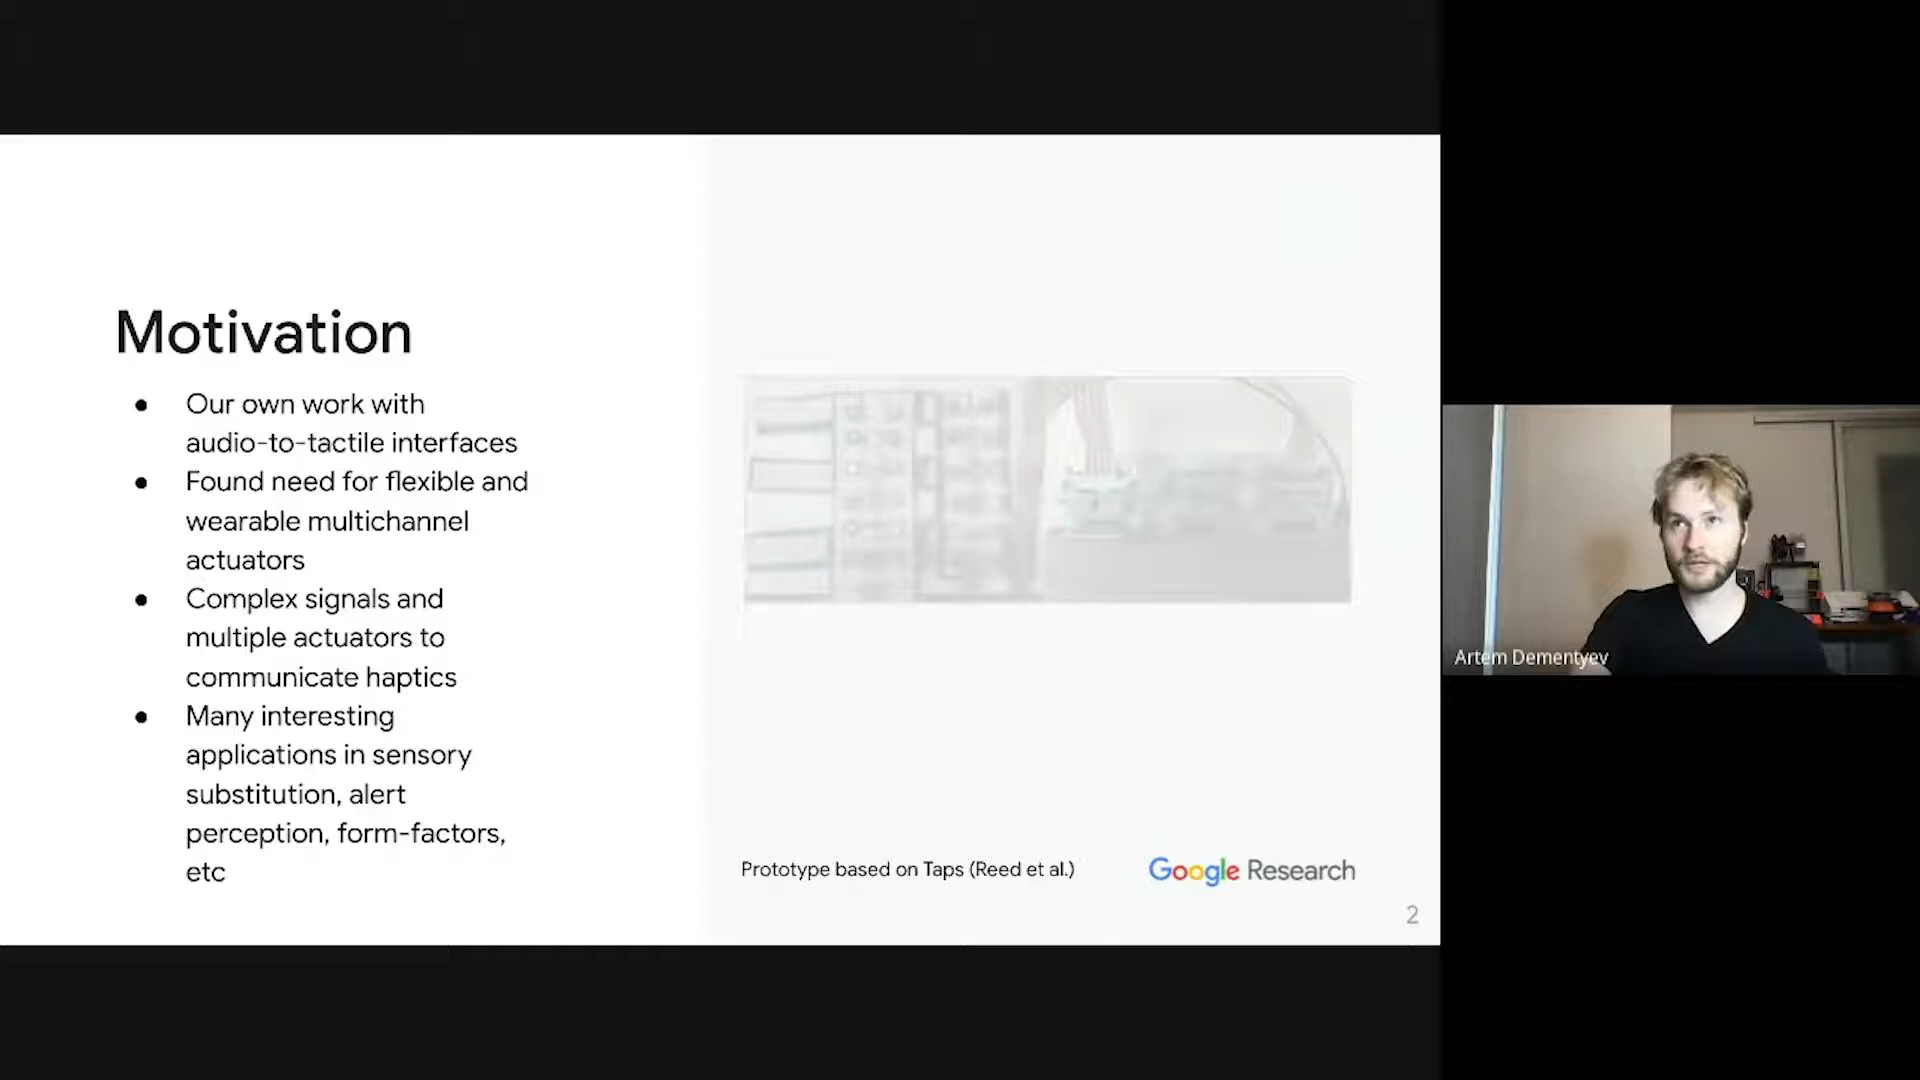 Motivation
● Our own work with
audio-to-tactile interfaces
● Found need for flexible and
wearable multichannel
actuators
● Complex signals and
multiple actuators to
communicate haptics
● Many interesting
applications in sensory
substitution, alert
perception, form-factors,
etc
Prototype based on Taps (Reed et al.)
Google Research
2
Artem Dementyev